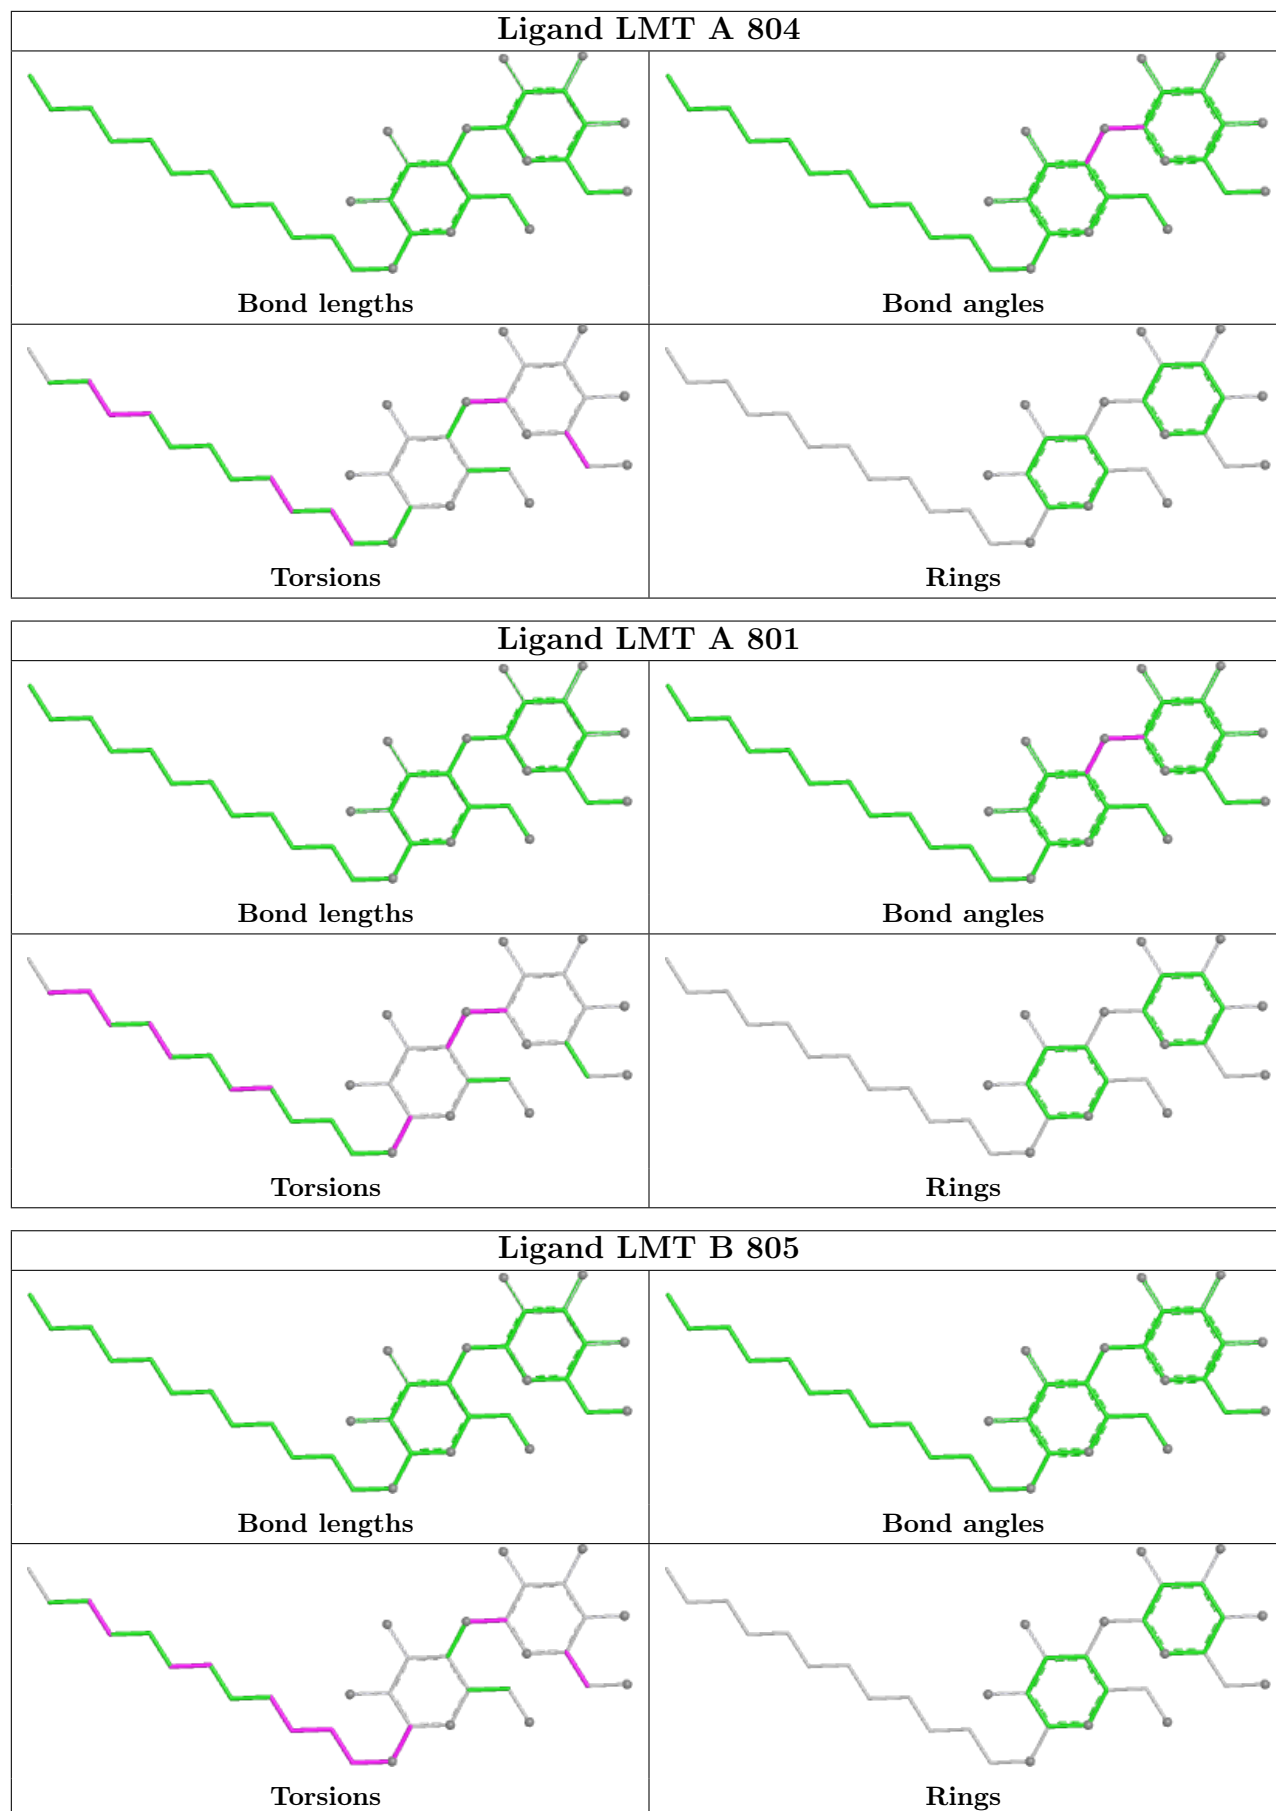 Ligand LMT A 804
Bond lengths
Bond angles
Torsions
Rings
Ligand LMT A 801
Bond lengths
Bond angles
Torsions
Rings
Ligand LMT B 805
Bond lengths
Bond angles
Torsions
Rings